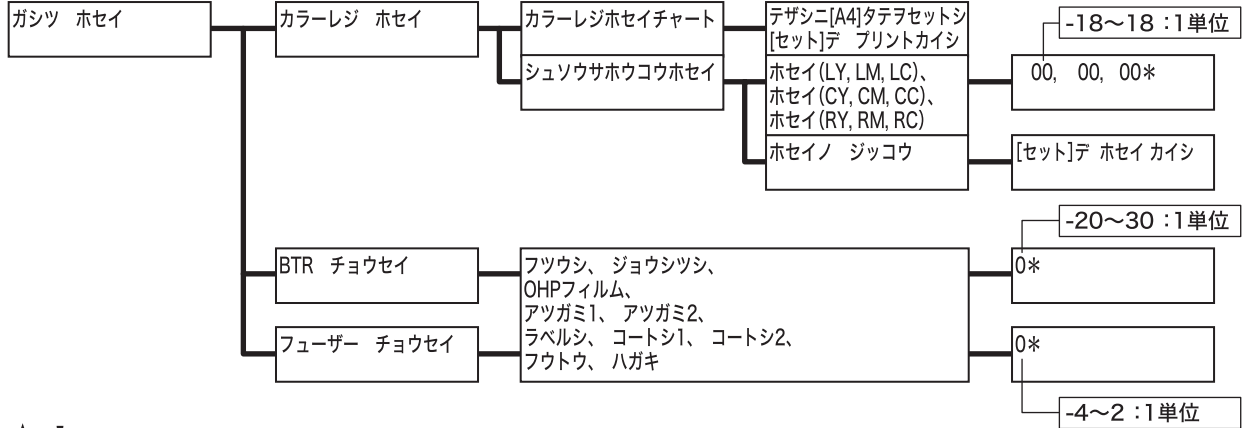 ガシツ ホセイ
カラーレジ ホセイ
カラーレジホセイチャート
テザシニ[A4]タテヲセットシ
[セット]デ プリントカイシ
-18～18：1単位
シュソウサホウコウホセイ
ホセイ(LY, LM, LC)、
ホセイ(CY, CM, CC)、
ホセイ(RY, RM, RC)
00, 00, 00*
ホセイノ ジッコウ
[セット]デ ホセイ カイシ
-20～30：1単位
BTR チョウセイ
フツウシ、 ジョウシツシ、
OHPフィルム、
アツガミ1、 アツガミ2、
ラベルシ、 コートシ1、 コートシ2、
フウトウ、 ハガキ
0*
フューザー チョウセイ
0*
-4～2：1単位